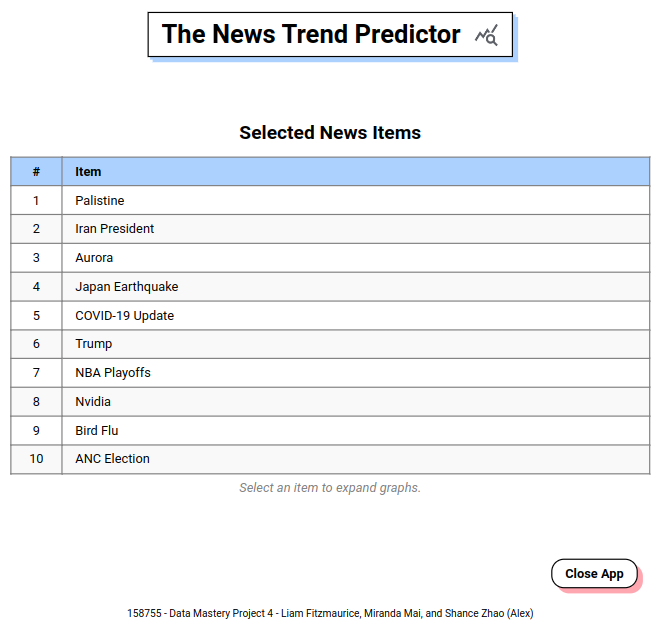 The News Trend Predictor
Selected News Items
# Item
1 Palistine
2 Iran President
3 Aurora
4 Japan Earthquake
5 COVID-19 Update
6 Trump
7 NBA Playoffs
8 Nvidia
9 Bird Flu
10 ANC Election
Select an item to expand graphs.
Close App
158755 - Data Mastery Project 4 - Liam Fitzmaurice, Miranda Mai, and Shance Zhao (Alex)